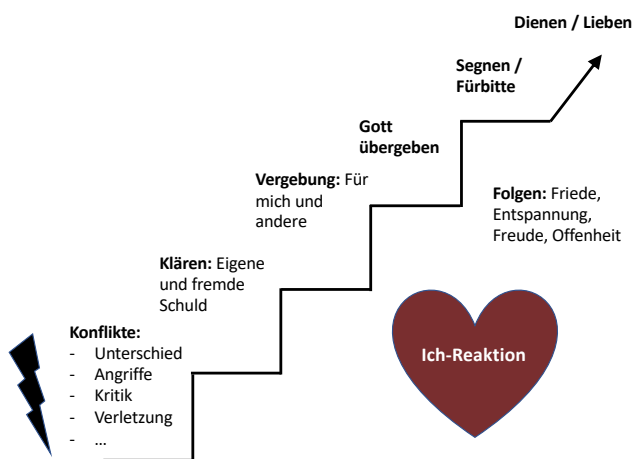 Dienen / Lieben
Segnen /
Fürbitte
Gott
übergeben
Vergebung: Für
mich und
andere
Folgen: Friede,
Entspannung,
Freude, Offenheit
Klären: Eigene
und fremde
Schuld
Konflikte:
- Unterschied
- Angriffe
- Kritik
- Verletzung
- ...
Ich-Reaktion